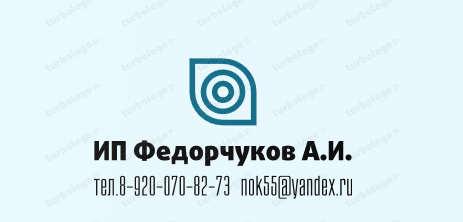 ИП Федорчуков А.И.
тел.8-920-070-82-73 nok55@yandex.ru